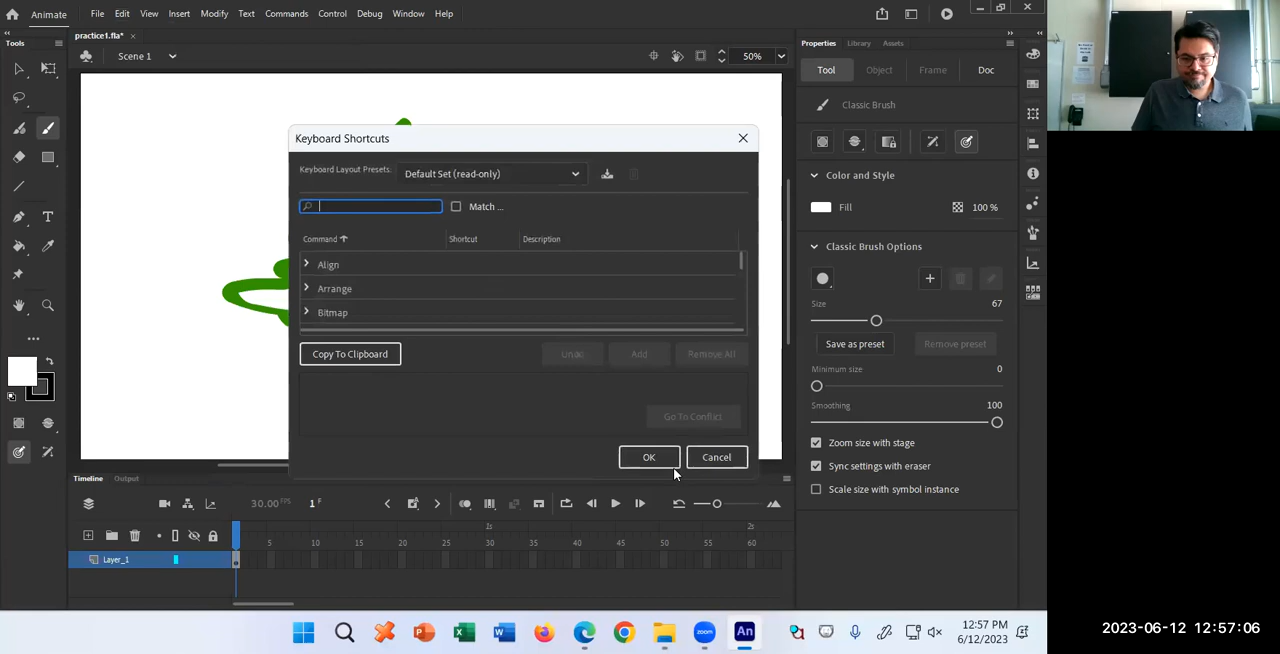 Animate
File Edit View Insert Modify Text Commands Control Debug Window Help
practice1.fla*
Tools
Scene 1
50%
Properties Library Assets
Tool Object Frame Doc
Classic Brush
Color and Style
Fill
100 %
Classic Brush Options
Size
67
Save as preset
Remove preset
Minimum size
0
Smoothing
100
Zoom size with stage
Sync settings with eraser
Scale size with symbol instance
Keyboard Shortcuts
Keyboard Layout Presets:
Default Set (read-only)
Match ...
Command Shortcut Description
Align
Arrange
Bitmap
Copy To Clipboard
Undo
Add
Remove All
Go To Conflict
OK
Cancel
Timeline Output
30.00 FPS
1 F
1s 2s
5 10 15 20 25 30 35 40 45 50 55 60
Layer_1
zoom
An
12:57 PM
6/12/2023
2023-06-12 12:57:06